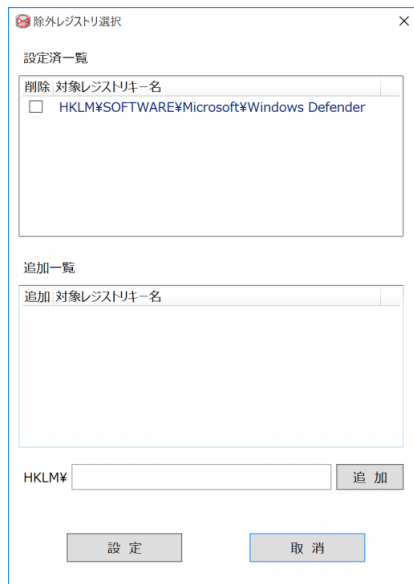 除外レジストリ選択
設定済一覧
削除 対象レジストリキー名
HKLM¥SOFTWARE¥Microsoft¥Windows Defender
追加一覧
追加 対象レジストリキー名
HKLM¥ 追 加
設 定 取 消